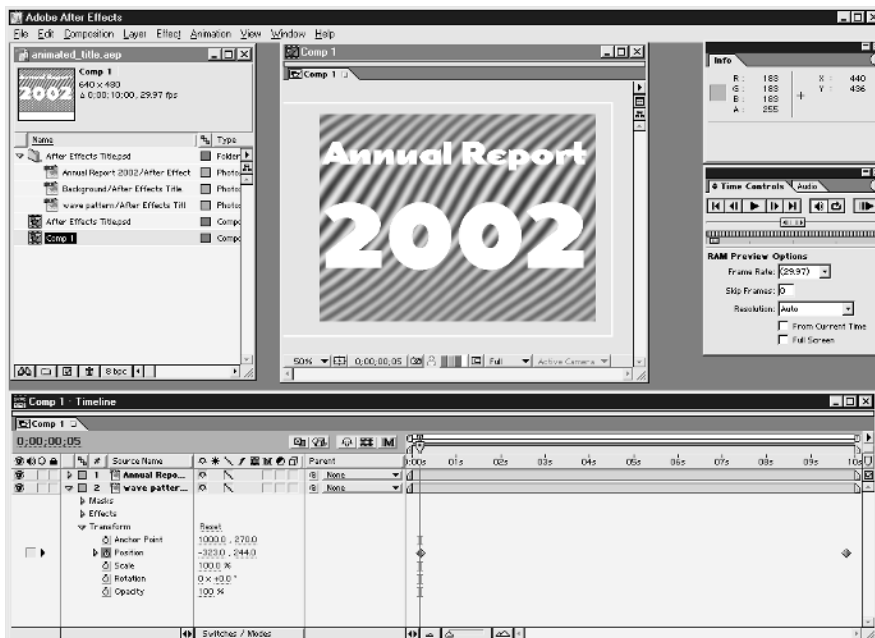 Adobe After Effects
File Edit Composition Layer Effect Animation View Window Help
animated_title.aep
Annual Report
2002
Comp 1
640 x 480
Δ 0;00;10;00, 29.97 fps
Name Type
After Effects Title.psd Folder
Annual Report 2002/After Effect Photo
Background/After Effects Title. Photo
wave pattern/After Effects Titl Photo
After Effects Title.psd Compo
Comp 1 Compo
8 bpc
Comp 1
Comp 1
Annual Report
2002
50% 0;00;00;05 Full Active Camera
Info
R: 183 X: 440
G: 183 Y: 436
B: 183
A: 255
Time Controls Audio
RAM Preview Options
Frame Rate: (29.97)
Skip Frames: 0
Resolution: Auto
From Current Time
Full Screen
Comp 1 · Timeline
Comp 1
0;00;00;05
# Source Name Parent 0:00s 01s 02s 03s 04s 05s 06s 07s 08s 09s 10s
1 Annual Repo... None
2 wave patter... None
Masks
Effects
Transform Reset
Anchor Point 1000.0, 270.0
Position -323.0, 244.0
Scale 100.0 %
Rotation 0 x +0.0 °
Opacity 100 %
Switches / Modes